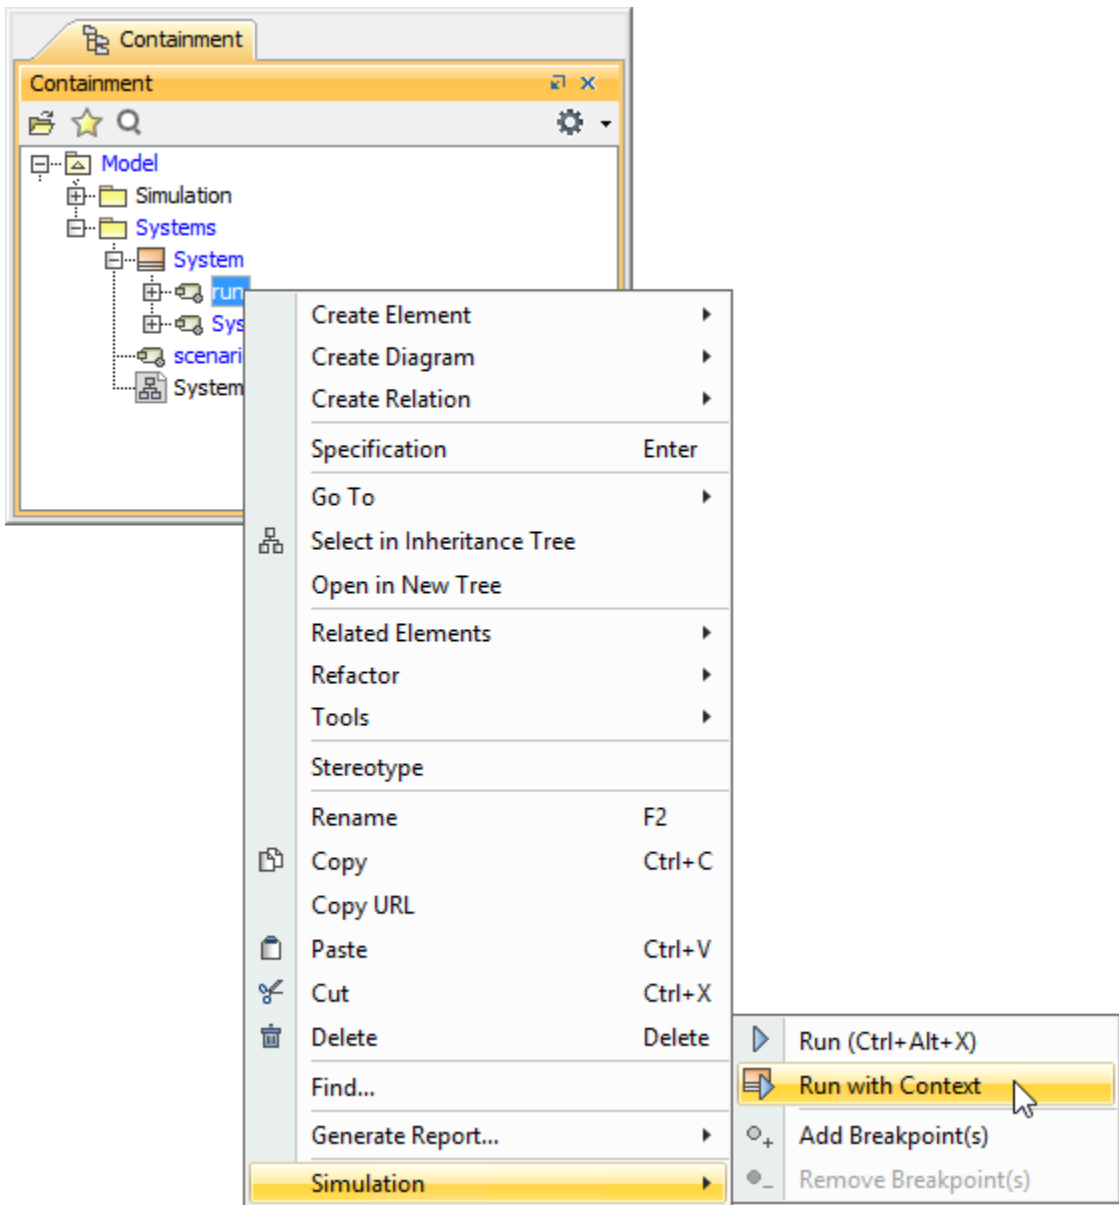 Containment
Containment
Model
Simulation
Systems
System
run
Sys
scenari
System
Create Element
Create Diagram
Create Relation
Specification Enter
Go To
Select in Inheritance Tree
Open in New Tree
Related Elements
Refactor
Tools
Stereotype
Rename F2
Copy Ctrl+C
Copy URL
Paste Ctrl+V
Cut Ctrl+X
Delete Delete
Find...
Generate Report...
Simulation
Run (Ctrl+Alt+X)
Run with Context
Add Breakpoint(s)
Remove Breakpoint(s)